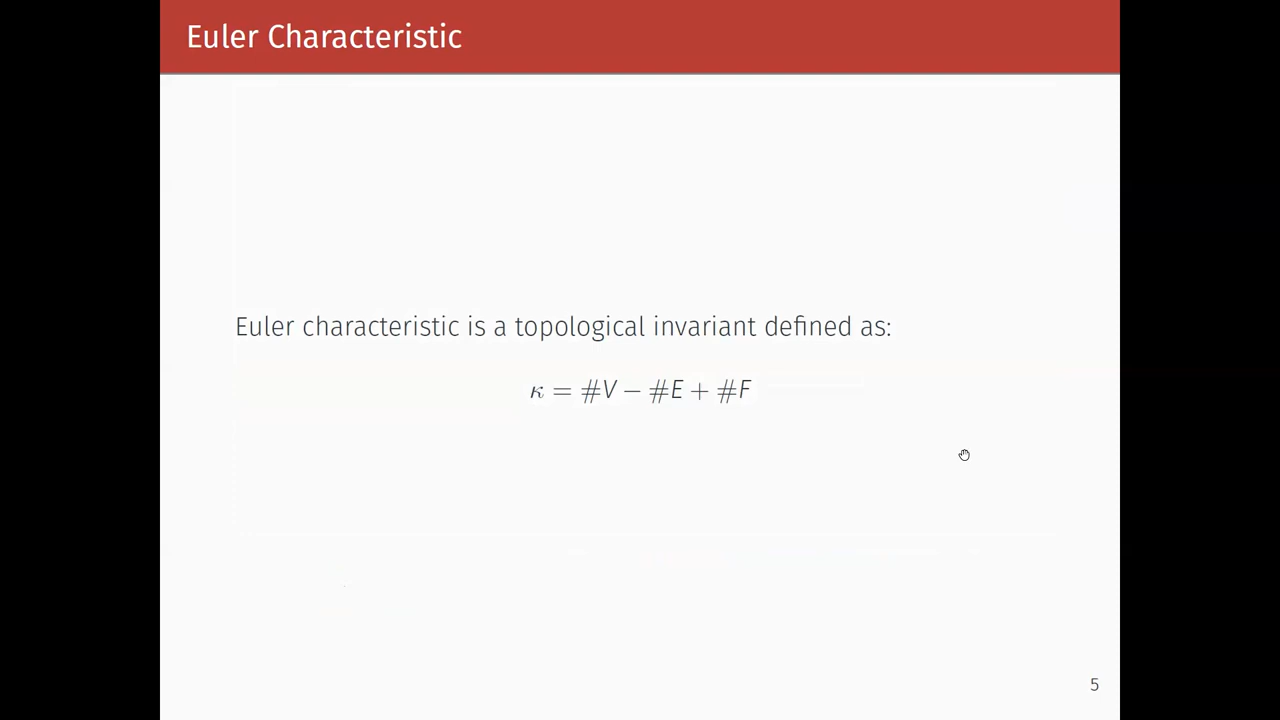 Euler Characteristic
Euler characteristic is a topological invariant defined as:
κ = #V − #E + #F
5